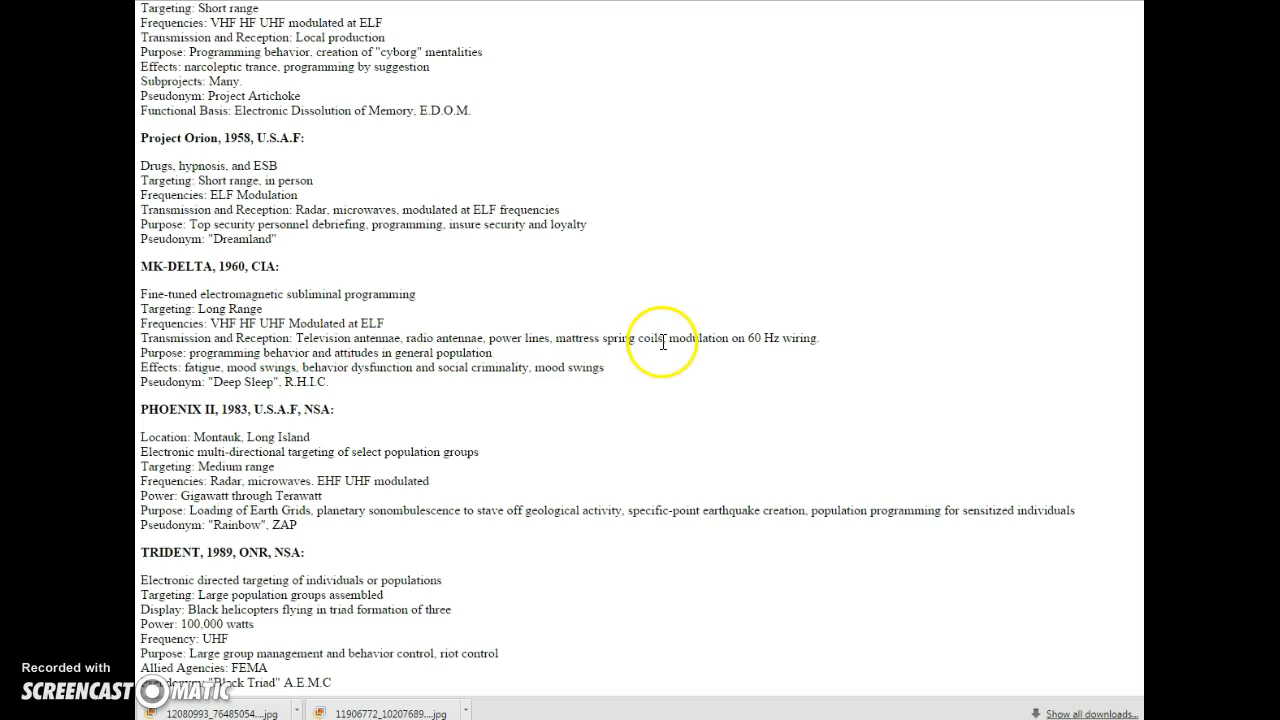 Targeting: Short range
Frequencies: VHF HF UHF modulated at ELF
Transmission and Reception: Local production
Purpose: Programming behavior, creation of "cyborg" mentalities
Effects: narcoleptic trance, programming by suggestion
Subprojects: Many.
Pseudonym: Project Artichoke
Functional Basis: Electronic Dissolution of Memory, E.D.O.M.
Project Orion, 1958, U.S.A.F:
Drugs, hypnosis, and ESB
Targeting: Short range, in person
Frequencies: ELF Modulation
Transmission and Reception: Radar, microwaves, modulated at ELF frequencies
Purpose: Top security personnel debriefing, programming, insure security and loyalty
Pseudonym: "Dreamland"
MK-DELTA, 1960, CIA:
Fine-tuned electromagnetic subliminal programming
Targeting: Long Range
Frequencies: VHF HF UHF Modulated at ELF
Transmission and Reception: Television antennae, radio antennae, power lines, mattress spring coils, modulation on 60 Hz wiring.
Purpose: programming behavior and attitudes in general population
Effects: fatigue, mood swings, behavior dysfunction and social criminality, mood swings
Pseudonym: "Deep Sleep", R.H.I.C.
PHOENIX II, 1983, U.S.A.F, NSA:
Location: Montauk, Long Island
Electronic multi-directional targeting of select population groups
Targeting: Medium range
Frequencies: Radar, microwaves. EHF UHF modulated
Power: Gigawatt through Terawatt
Purpose: Loading of Earth Grids, planetary sonombulescence to stave off geological activity, specific-point earthquake creation, population programming for sensitized individuals
Pseudonym: "Rainbow", ZAP
TRIDENT, 1989, ONR, NSA:
Electronic directed targeting of individuals or populations
Targeting: Large population groups assembled
Display: Black helicopters flying in triad formation of three
Power: 100,000 watts
Frequency: UHF
Purpose: Large group management and behavior control, riot control
Allied Agencies: FEMA
"Black Triad" A.E.M.C
Recorded with
SCREENCAST MATIC
12080993_76485054....jpg
11906772_10207689....jpg
Show all downloads...